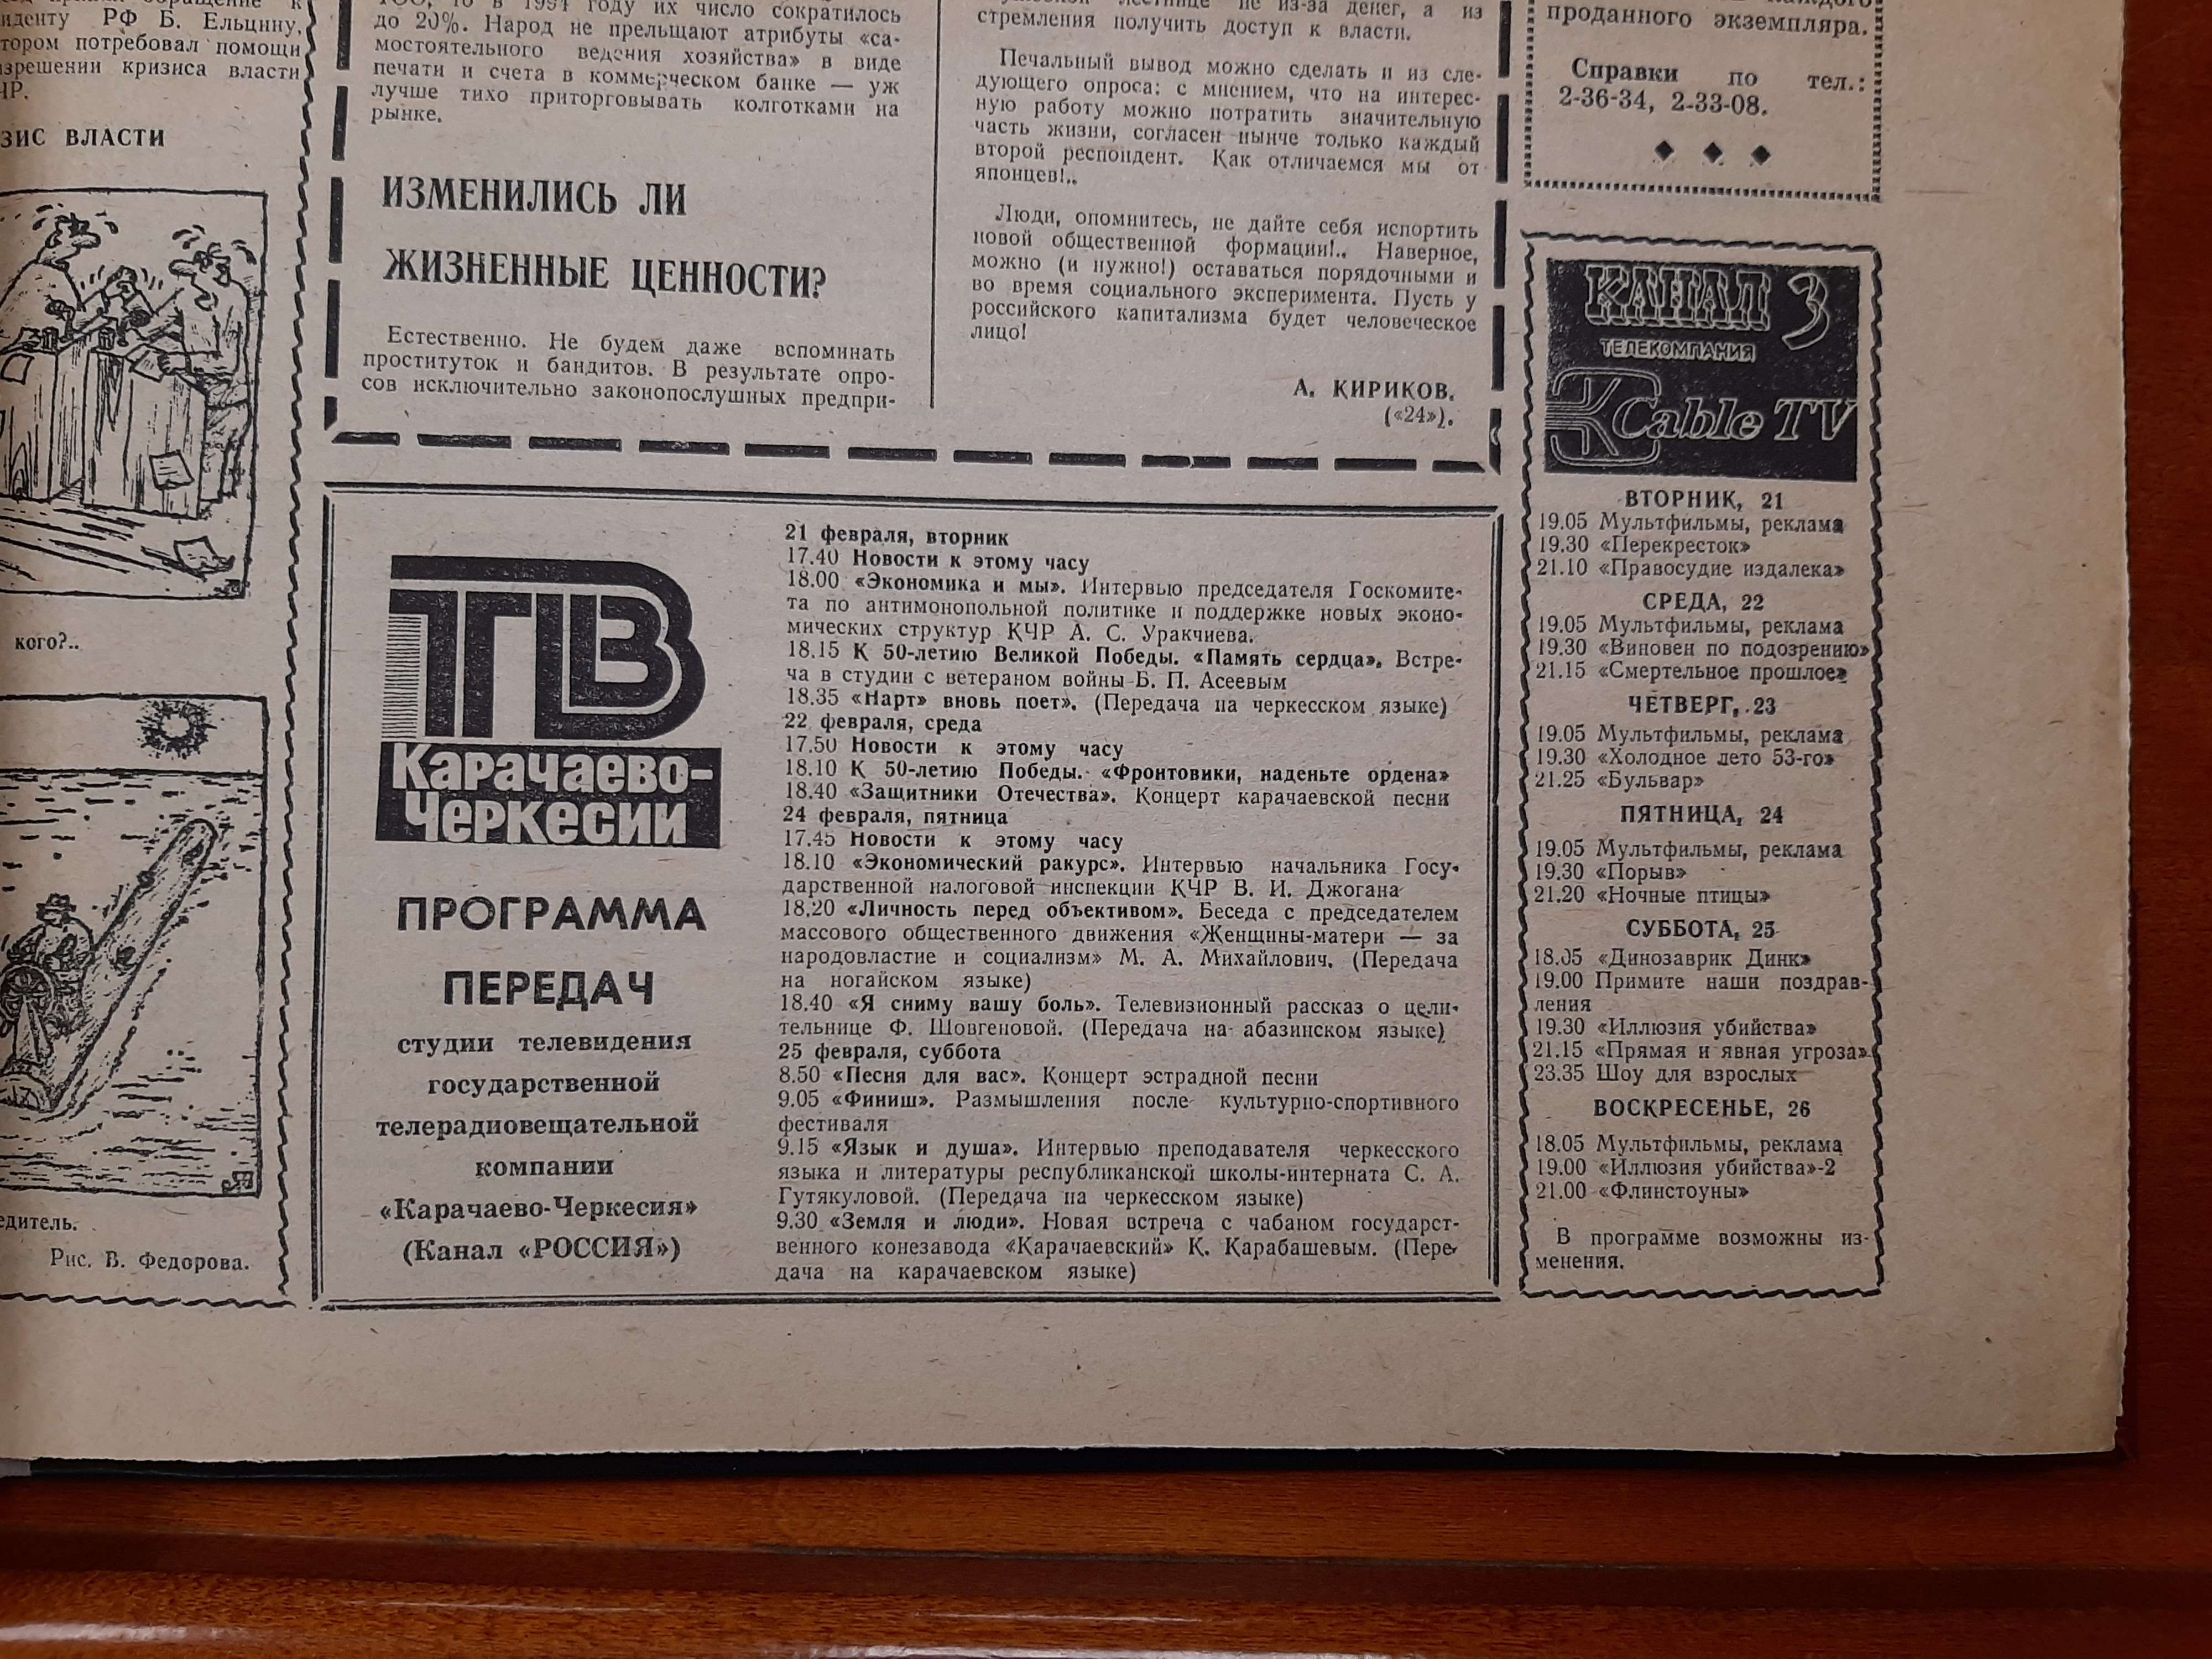 РФ Б. Ельцину,
потребовал помощи
кризиса власти
ВЛАСТИ
кого?..
Рис. В. Федорова.
в 1994 году их число сократилось
до 20%. Народ не прельщают атрибуты «са-
мостоятельного ведения хозяйства» в виде
печати и счета в коммерческом банке — уж
лучше тихо приторговывать колготками на
рынке.
ИЗМЕНИЛИСЬ ЛИ
ЖИЗНЕННЫЕ ЦЕННОСТИ?
Естественно. Не будем даже вспоминать
проституток и бандитов. В результате опро-
сов исключительно законопослушных предпри-
не из-за денег, а из
стремления получить доступ к власти.
Печальный вывод можно сделать и из сле-
дующего опроса: с мнением, что на интерес-
ную работу можно потратить значительную
часть жизни, согласен нынче только каждый
второй респондент. Как отличаемся мы от
японцев!..
Люди, опомнитесь, не дайте себя испортить
новой общественной формации!.. Наверное,
можно (и нужно!) оставаться порядочными и
во время социального эксперимента. Пусть у
российского капитализма будет человеческое
лицо!
А. КИРИКОВ.
(«24»).
ТВ
Карачаево-
Черкесии
ПРОГРАММА
ПЕРЕДАЧ
студии телевидения
государственной
телерадиовещательной
компании
«Карачаево-Черкесия»
(Канал «РОССИЯ»)
21 февраля, вторник
17.40 Новости к этому часу
18.00 «Экономика и мы». Интервью председателя Госкомите-
та по антимонопольной политике и поддержке новых эконо-
мических структур КЧР А. С. Уракчиева.
18.15 К 50-летию Великой Победы. «Память сердца». Встре-
ча в студии с ветераном войны Б. П. Асеевым
18.35 «Нарт» вновь поет». (Передача на черкесском языке)
22 февраля, среда
17.50 Новости к этому часу
18.10 К 50-летию Победы. «Фронтовики, наденьте ордена»
18.40 «Защитники Отечества». Концерт карачаевской песни
24 февраля, пятница
17.45 Новости к этому часу
18.10 «Экономический ракурс». Интервью начальника Госу-
дарственной налоговой инспекции КЧР В. И. Джогана
18.20 «Личность перед объективом». Беседа с председателем
массового общественного движения «Женщины-матери — за
народовластие и социализм» М. А. Михайлович. (Передача
на ногайском языке)
18.40 «Я сниму вашу боль». Телевизионный рассказ о цели-
тельнице Ф. Шовгеновой. (Передача на абазинском языке)
25 февраля, суббота
8.50 «Песня для вас». Концерт эстрадной песни
9.05 «Финиш». Размышления после культурно-спортивного
фестиваля
9.15 «Язык и душа». Интервью преподавателя черкесского
языка и литературы республиканской школы-интерната С. А.
Гутякуловой. (Передача на черкесском языке)
9.30 «Земля и люди». Новая встреча с чабаном государст-
венного конезавода «Карачаевский» К. Карабашевым. (Пере-
дача на карачаевском языке)
проданного экземпляра.
Справки по тел.:
2-36-34, 2-33-08.
КАНАЛ 3
ТЕЛЕКОМПАНИЯ
Cable TV
ВТОРНИК, 21
19.05 Мультфильмы, реклама
19.30 «Перекресток»
21.10 «Правосудие издалека»
СРЕДА, 22
19.05 Мультфильмы, реклама
19.30 «Виновен по подозрению»
21.15 «Смертельное прошлое»
ЧЕТВЕРГ, 23
19.05 Мультфильмы, реклама
19.30 «Холодное лето 53-го»
21.25 «Бульвар»
ПЯТНИЦА, 24
19.05 Мультфильмы, реклама
19.30 «Порыв»
21.20 «Ночные птицы»
СУББОТА, 25
18.05 «Динозаврик Динк»
19.00 Примите наши поздрав-
ления
19.30 «Иллюзия убийства»
21.15 «Прямая и явная угроза»
23.35 Шоу для взрослых
ВОСКРЕСЕНЬЕ, 26
18.05 Мультфильмы, реклама
19.00 «Иллюзия убийства»-2
21.00 «Флинстоуны»
В программе возможны из-
менения.